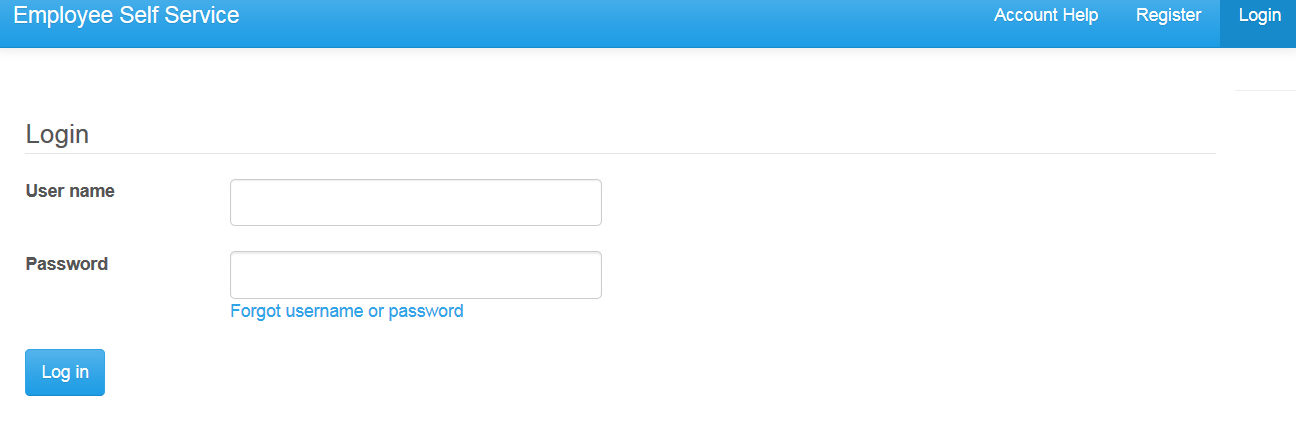 Employee Self Service
Account Help
Register
Login
Login
User name
Password
Forgot username or password
Log in